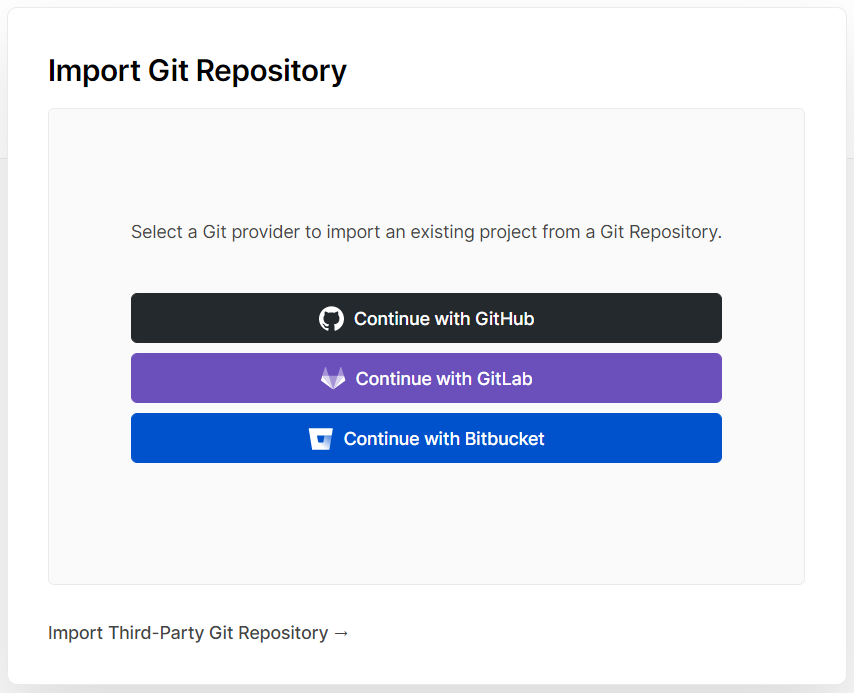 Import Git Repository
Select a Git provider to import an existing project from a Git Repository.
Continue with GitHub
Continue with GitLab
Continue with Bitbucket
Import Third-Party Git Repository →